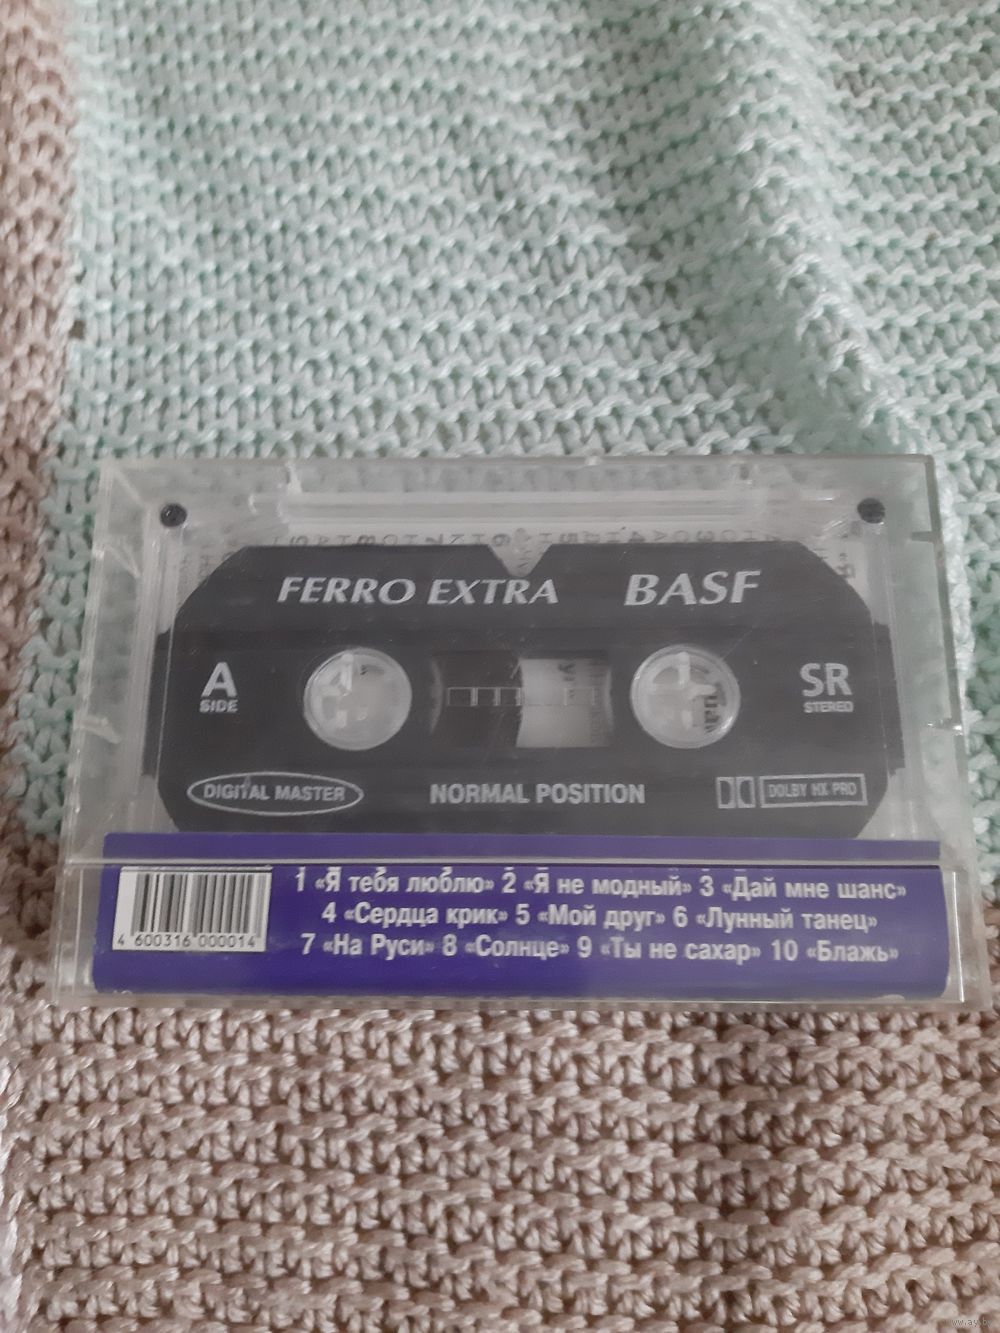 FERRO EXTRA BASF
A SR
SIDE STEREO
DIGITAL MASTER NORMAL POSITION DOLBY HX PRO
1 «Я тебя люблю» 2 «Я не модный» 3 «Дай мне шанс»
4 «Сердца крик» 5 «Мой друг» 6 «Лунный танец»
7 «На Руси» 8 «Солнце» 9 «Ты не сахар» 10 «Блажь»
4 600316 000014